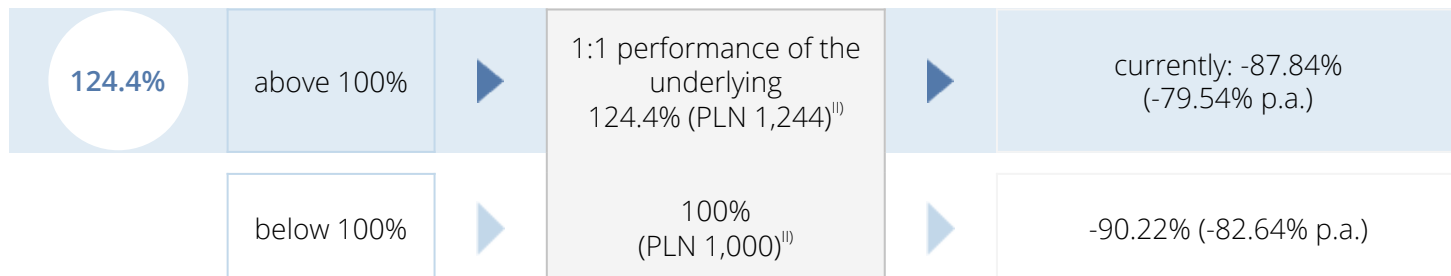 124.4%
above 100%
1:1 performance of the
underlying
124.4% (PLN 1,244)II)
currently: -87.84%
(-79.54% p.a.)
below 100%
100%
(PLN 1,000)II)
-90.22% (-82.64% p.a.)